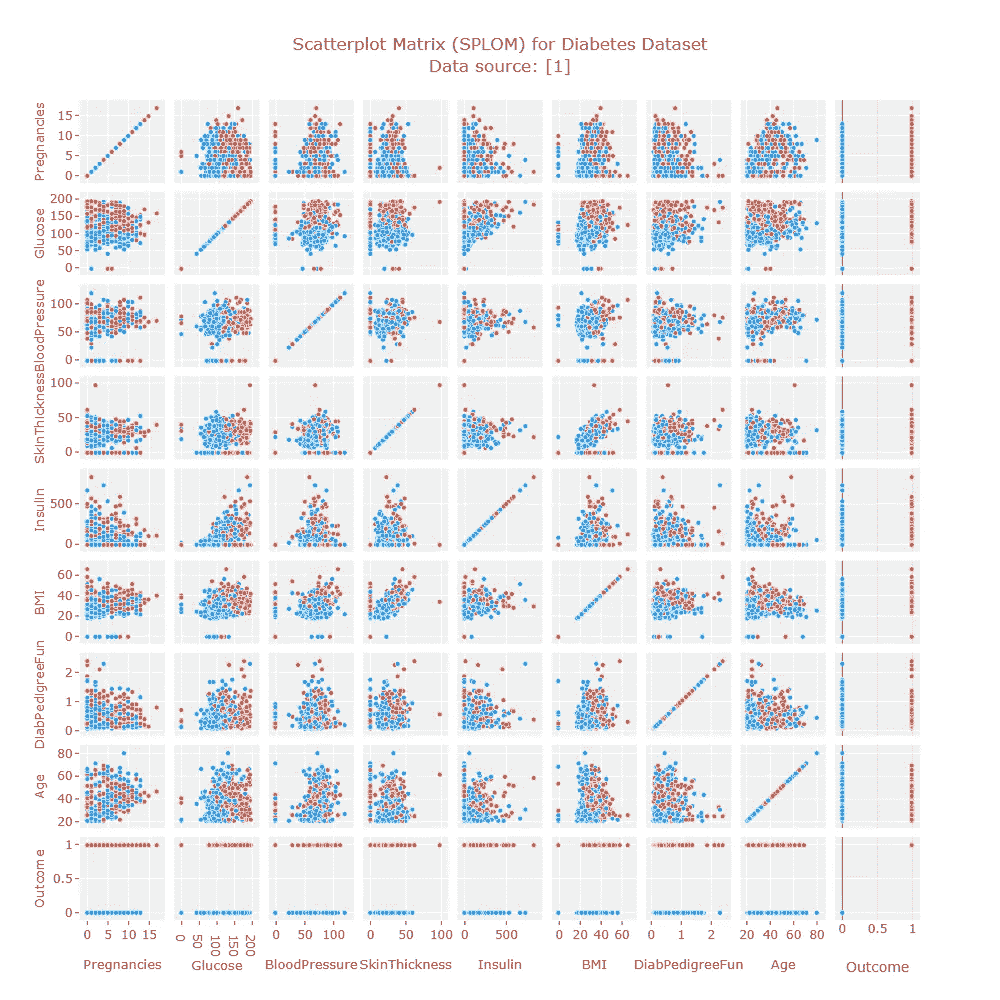 Scatterplot Matrix (SPLOM) for Diabetes Dataset
Data source: [1]
Pregnancies
15
10
5
0
Glucose
200
150
100
50
0
BloodPressure
100
50
0
SkinThIckness
100
50
0
Insulin
500
0
BMI
60
40
20
0
DiabPedigreeFun
2
1
0
Age
80
60
40
20
Outcome
1
0.5
0
0 5 10 15
0 50 100 150 200
0 50 100
0 50 100
0 500
0 20 40 60
0 1 2
20 40 60 80
0 0.5 1
Pregnancies Glucose BloodPressure SkinThIckness Insulin BMI DiabPedigreeFun Age Outcome